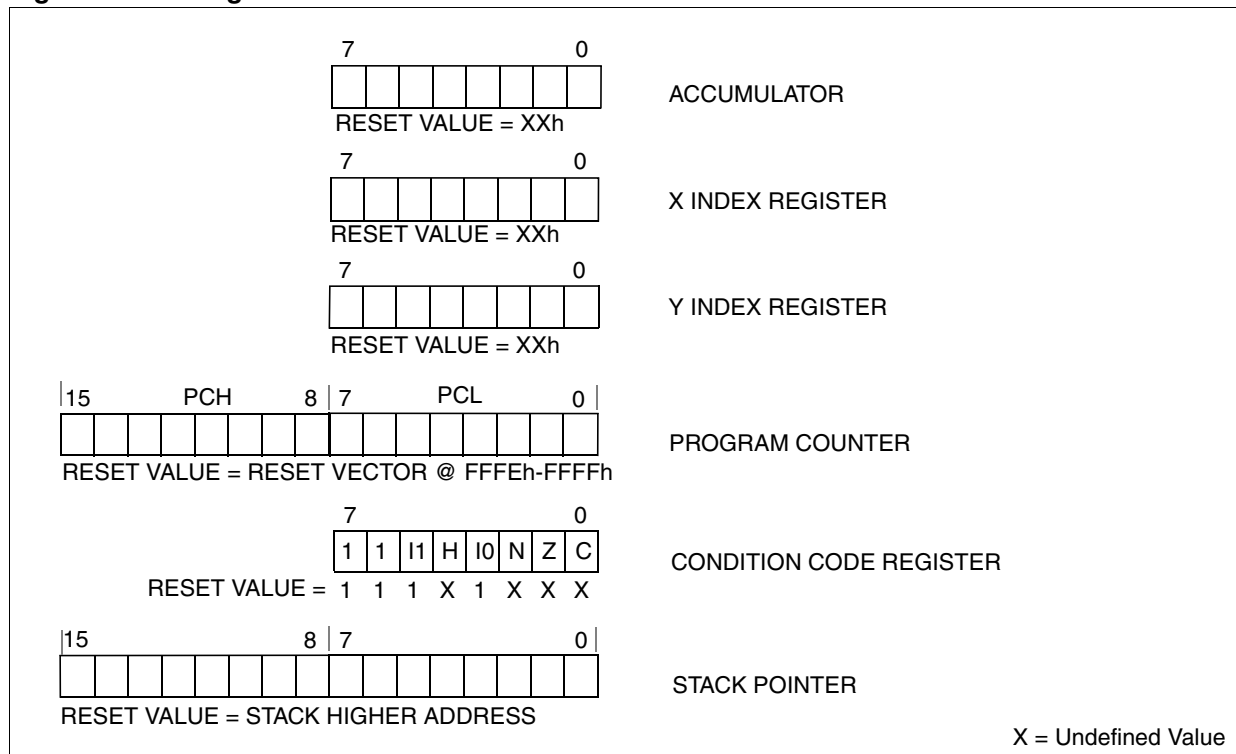 7 0
ACCUMULATOR
RESET VALUE = XXh
7 0
X INDEX REGISTER
RESET VALUE = XXh
7 0
Y INDEX REGISTER
RESET VALUE = XXh
15 PCH 8 7 PCL 0
PROGRAM COUNTER
RESET VALUE = RESET VECTOR @ FFFEh-FFFFh
7 0
1 1 I1 H I0 N Z C
CONDITION CODE REGISTER
RESET VALUE = 1 1 1 X 1 X X X
15 8 7 0
STACK POINTER
RESET VALUE = STACK HIGHER ADDRESS
X = Undefined Value